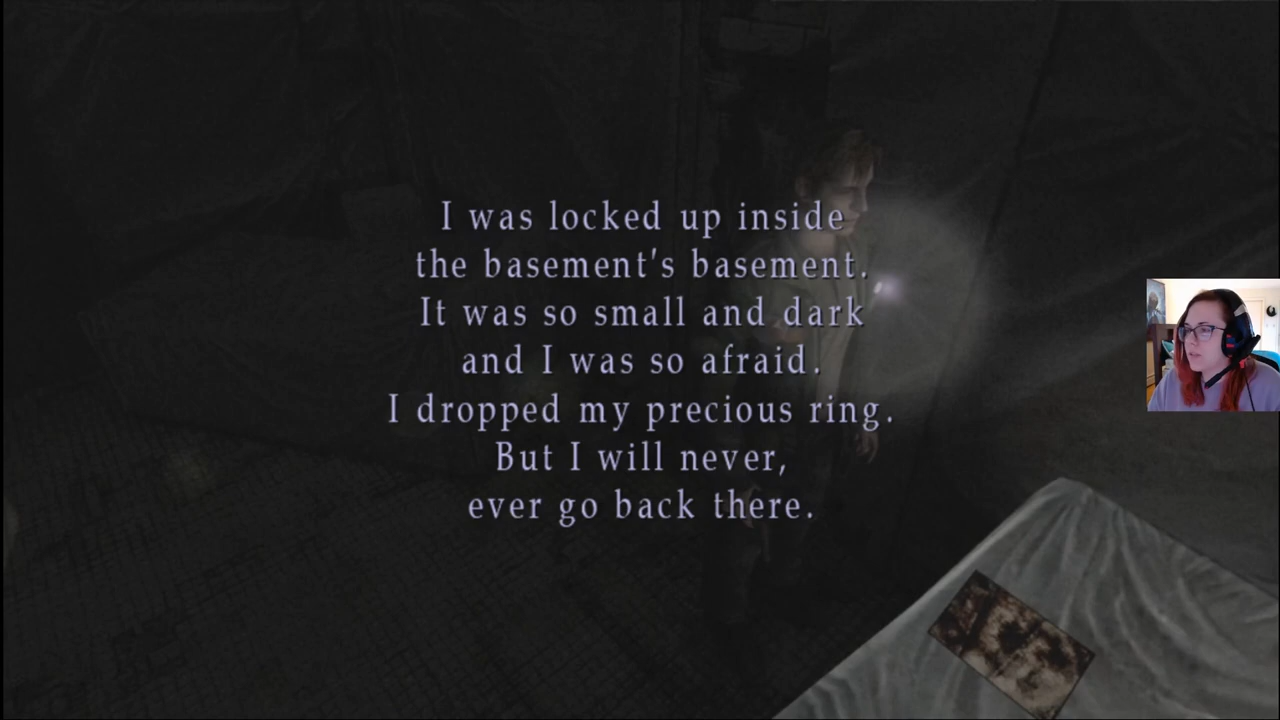 I was locked up inside
the basement's basement.
It was so small and dark
and I was so afraid.
I dropped my precious ring.
But I will never,
ever go back there.